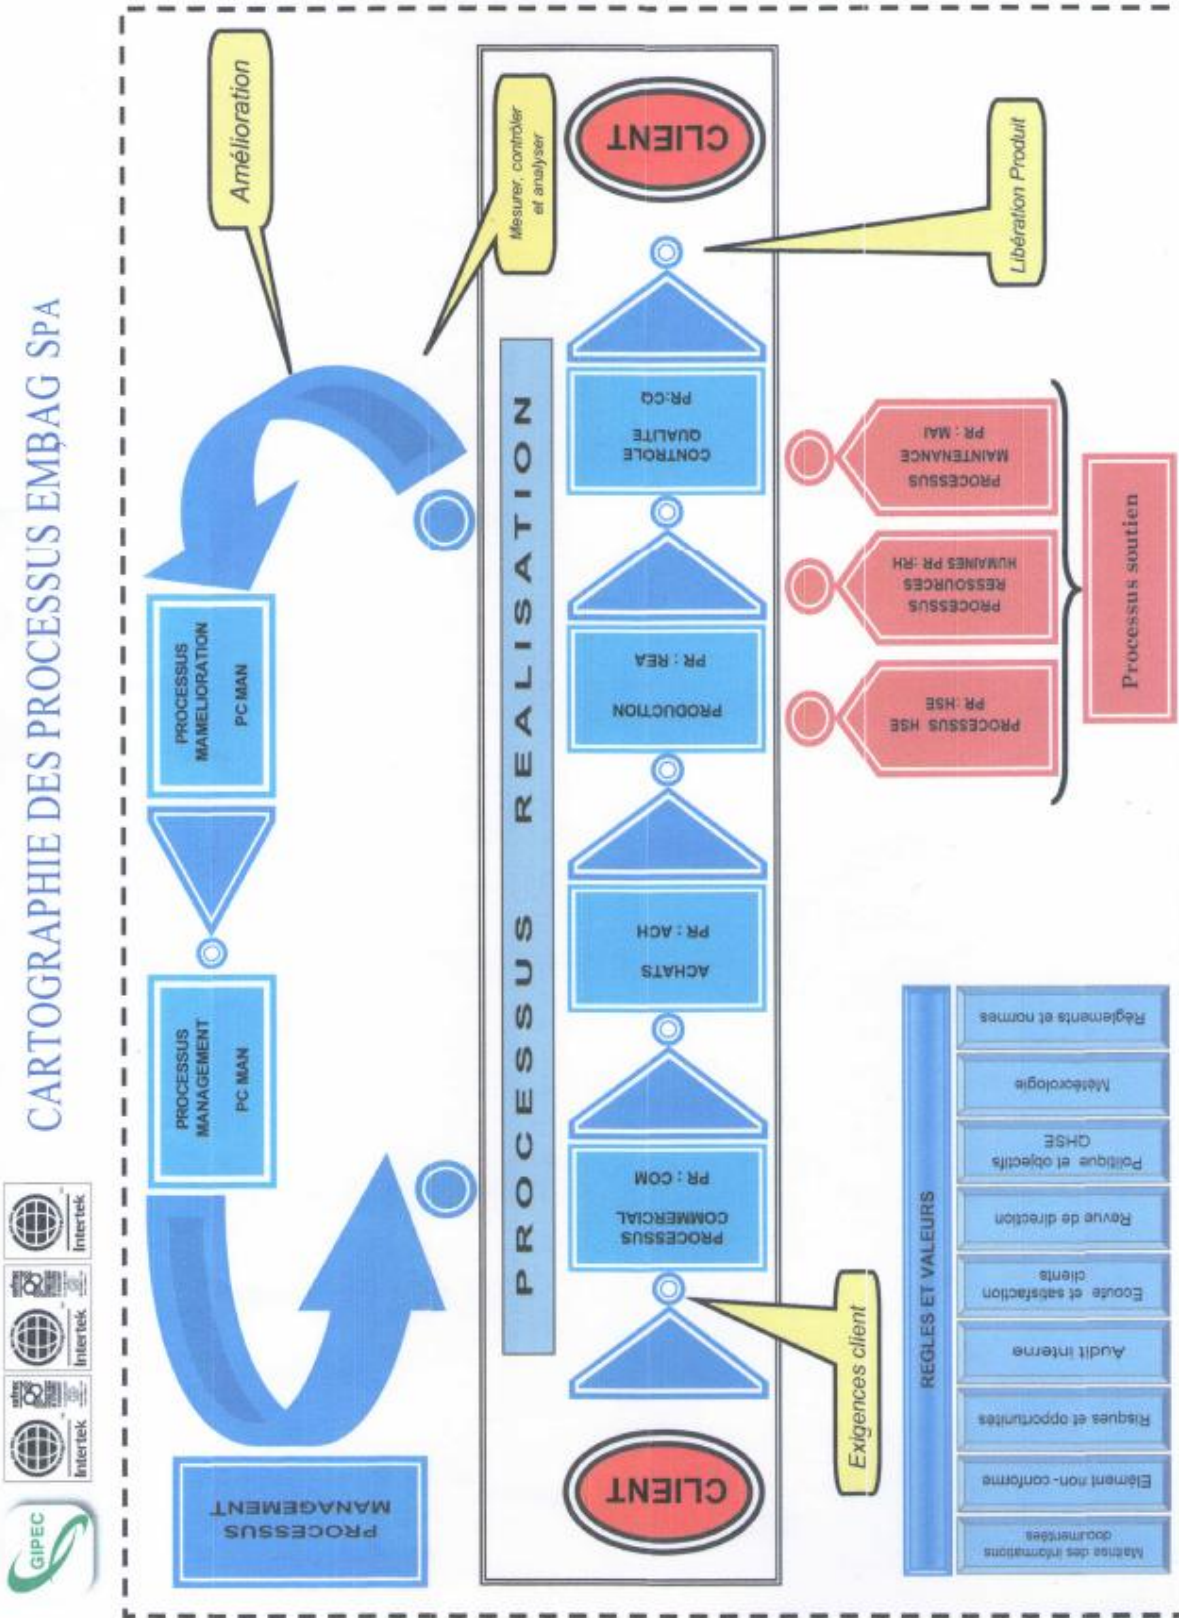 GIPEC
Intertek
Intertek
Intertek
CARTOGRAPHIE DES PROCESSUS EMBAG SPA
PROCESSUS
MANAGEMENT
PROCESSUS
MANAGEMENT
PC MAN
PROCESSUS
MAMELIORATION
PC MAN
Amélioration
Mesurer, contrôler
et analyser
PROCESSUS REALISATION
CLIENT
PROCESSUS
COMMERCIAL
PR : COM
ACHATS
PR : ACH
PRODUCTION
PR : REA
CONTROLE
QUALITE
PR:CQ
CLIENT
Exigences client
Libération Produit
PROCESSUS HSE
PR :HSE
PROCESSUS
RESSOURCES
HUMAINES PR :RH
PROCESSUS
MAINTENANCE
PR : MAI
Processus soutien
REGLES ET VALEURS
Maitrise des informations
documentées
Elément non-conforme
Risques et opportunités
Audit interne
Ecoute et satisfaction
clients
Revue de direction
Politique et objectifs
QHSE
Météorologie
Règlements et normes